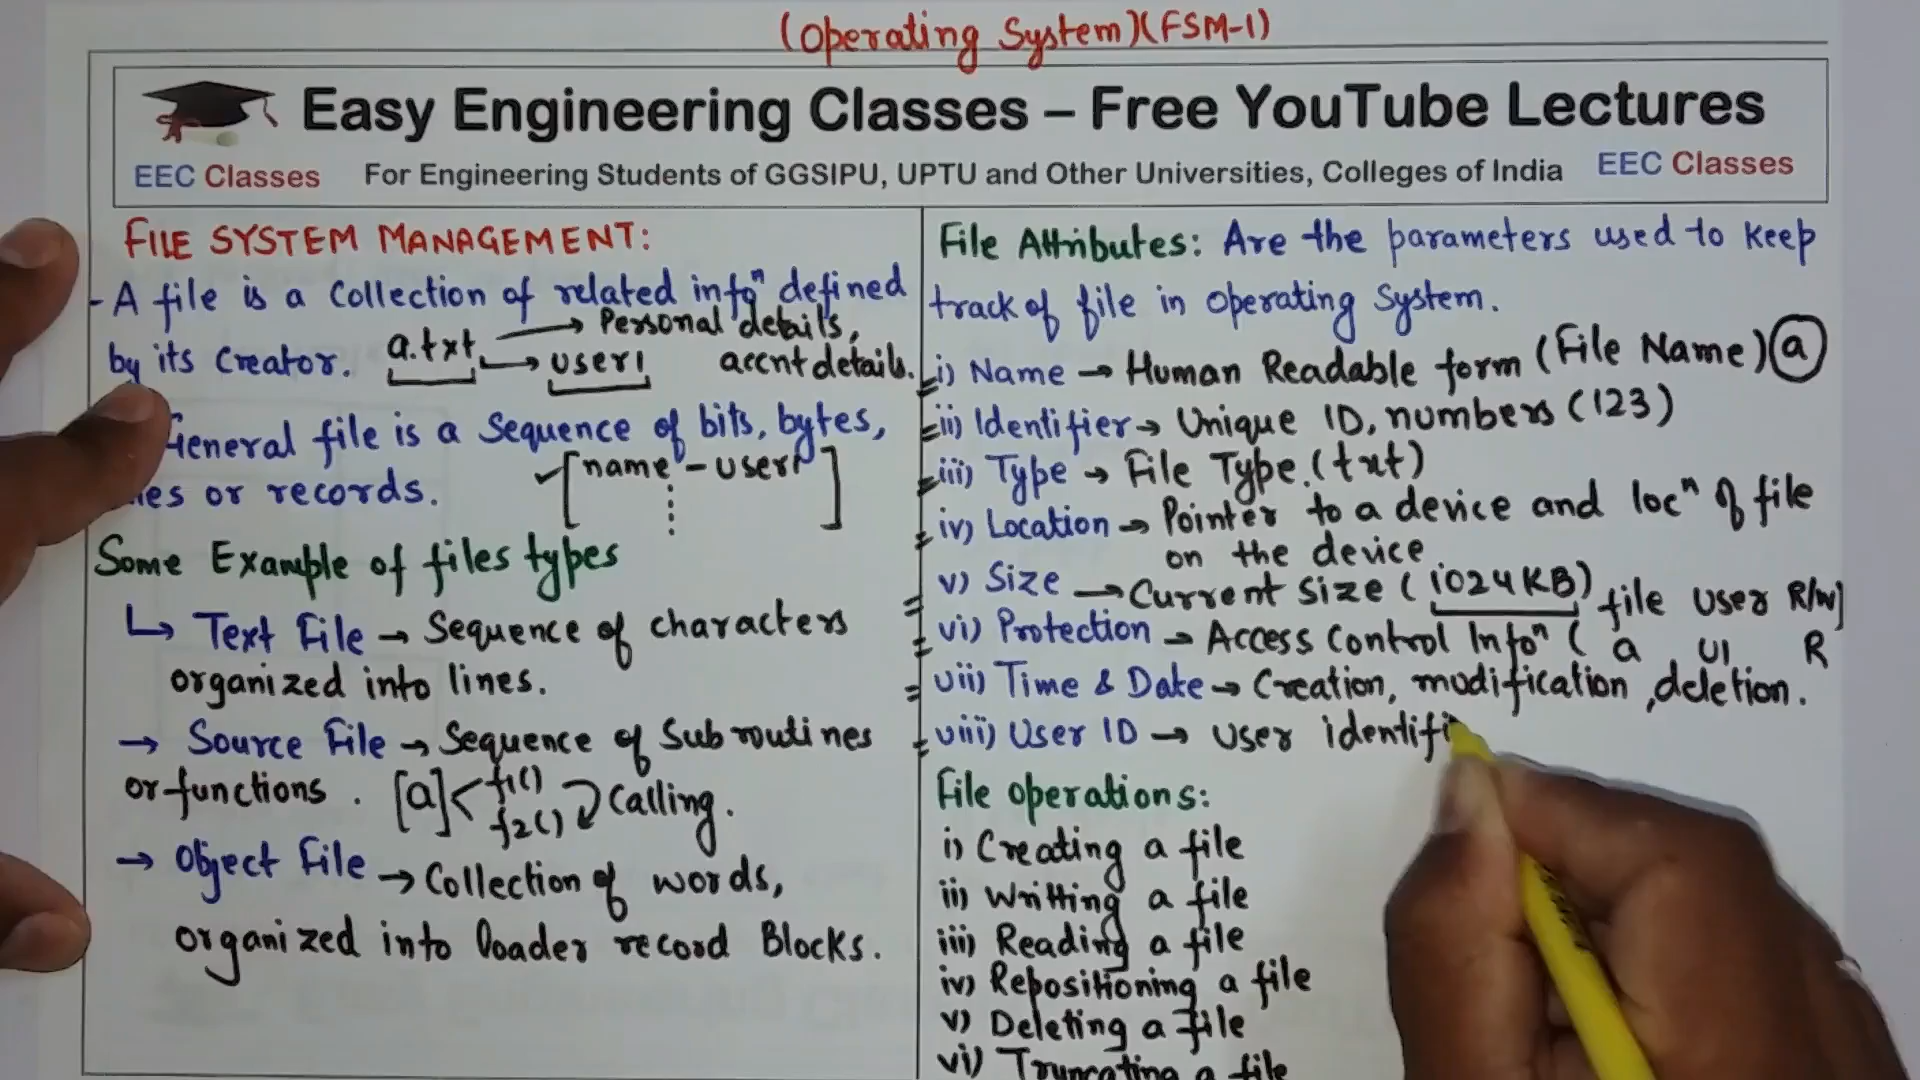 (Operating System)(FSM-1)
Easy Engineering Classes – Free YouTube Lectures
EEC Classes For Engineering Students of GGSIPU, UPTU and Other Universities, Colleges of India EEC Classes
FILE SYSTEM MANAGEMENT:
- A file is a Collection of related infoⁿ defined
by its Creator. a.txt → Personal details,
→ user1 accnt details.
General file is a Sequence of bits, bytes,
es or records. [name - user1
]
Some Example of files types
↳ Text File → Sequence of characters
organized into lines.
→ Source File → Sequence of Subroutines
or functions. [a] < f1()
f2() Calling.
→ Object File → Collection of words,
organized into loader record Blocks.
File Attributes: Are the parameters used to keep
track of file in operating System.
i) Name → Human Readable form (File Name) a
ii) Identifier → Unique ID, numbers (123)
iii) Type → File Type. (txt)
iv) Location → Pointer to a device and locⁿ of file
on the device
v) Size → Current Size (1024KB)
file User R/w]
vi) Protection → Access Control Infoⁿ ( a U1 R
vii) Time & Date → Creation, modification, deletion.
viii) User ID → User identifi
File operations:
i) Creating a file
ii) Writting a file
iii) Reading a file
iv) Repositioning a file
v) Deleting a file
vi) Truncating a file